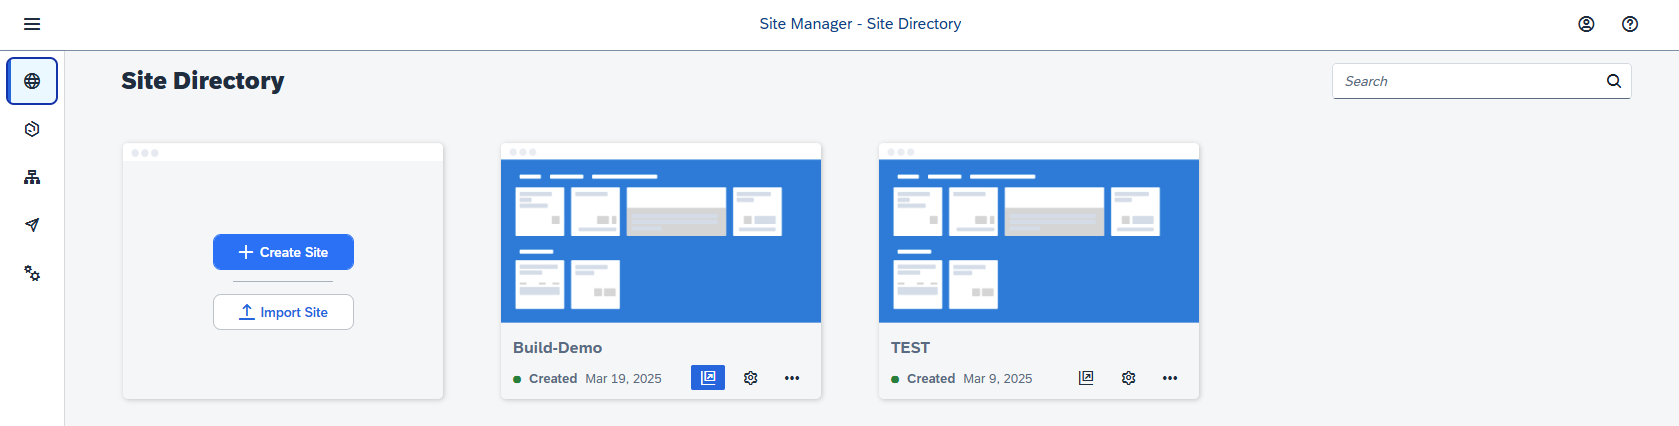 Site Manager - Site Directory
Site Directory
Search
Create Site
Import Site
Build-Demo
Created Mar 19, 2025
TEST
Created Mar 9, 2025